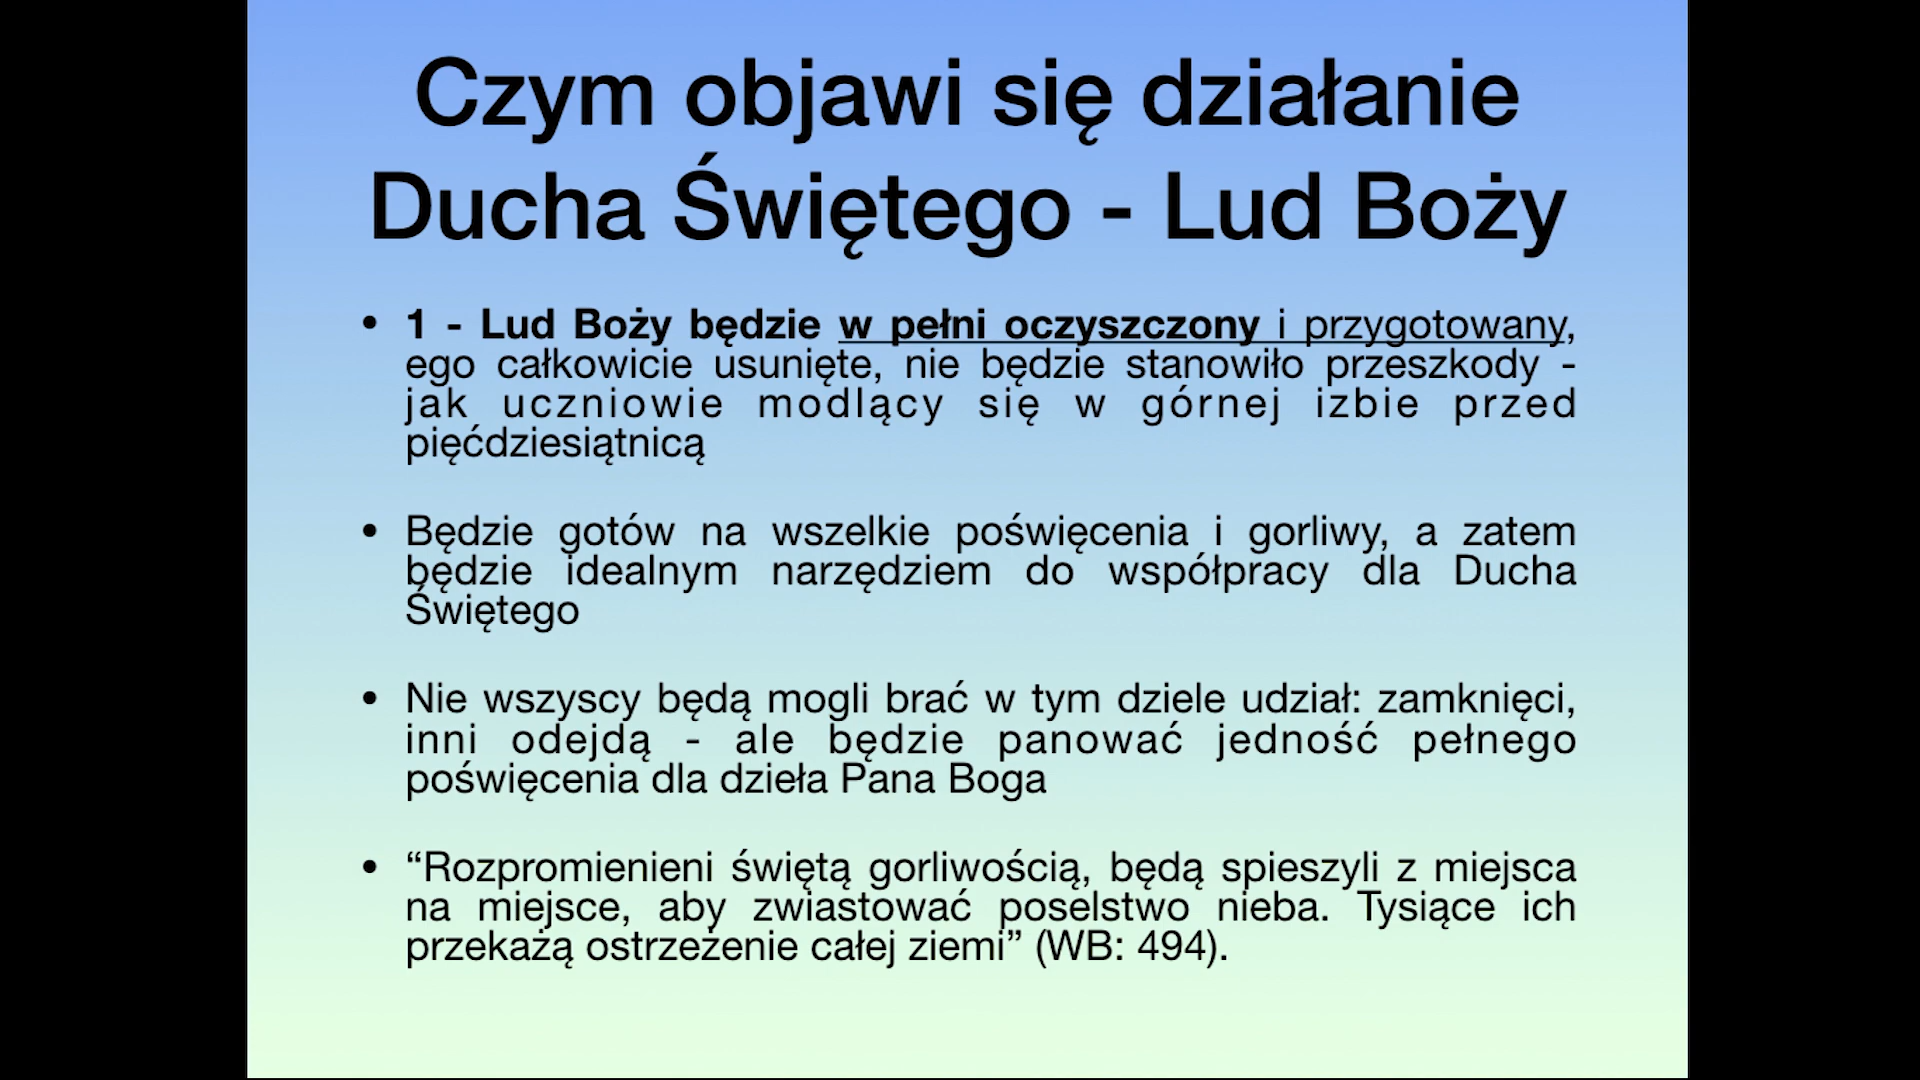 Czym objawi się działanie
Ducha Świętego - Lud Boży
• 1 - Lud Boży będzie w pełni oczyszczony i przygotowany,
ego całkowicie usunięte, nie będzie stanowiło przeszkody -
jak uczniowie modlący się w górnej izbie przed
pięćdziesiątnicą
• Będzie gotów na wszelkie poświęcenia i gorliwy, a zatem
będzie idealnym narzędziem do współpracy dla Ducha
Świętego
• Nie wszyscy będą mogli brać w tym dziele udział: zamknięci,
inni odejdą - ale będzie panować jedność pełnego
poświęcenia dla dzieła Pana Boga
• “Rozpromienieni świętą gorliwością, będą spieszyli z miejsca
na miejsce, aby zwiastować poselstwo nieba. Tysiące ich
przekażą ostrzeżenie całej ziemi” (WB: 494).